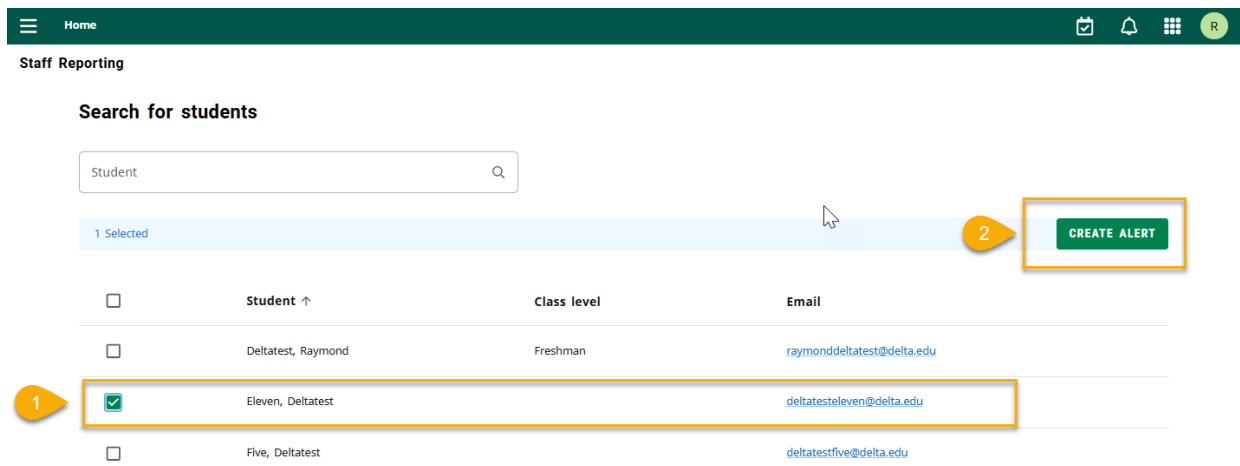 Home
R
Staff Reporting
Search for students
Student
1 Selected
2
CREATE ALERT
Student ↑
Class level
Email
Deltatest, Raymond
Freshman
raymonddeltatest@delta.edu
1
Eleven, Deltatest
deltatesteleven@delta.edu
Five, Deltatest
deltatestfive@delta.edu